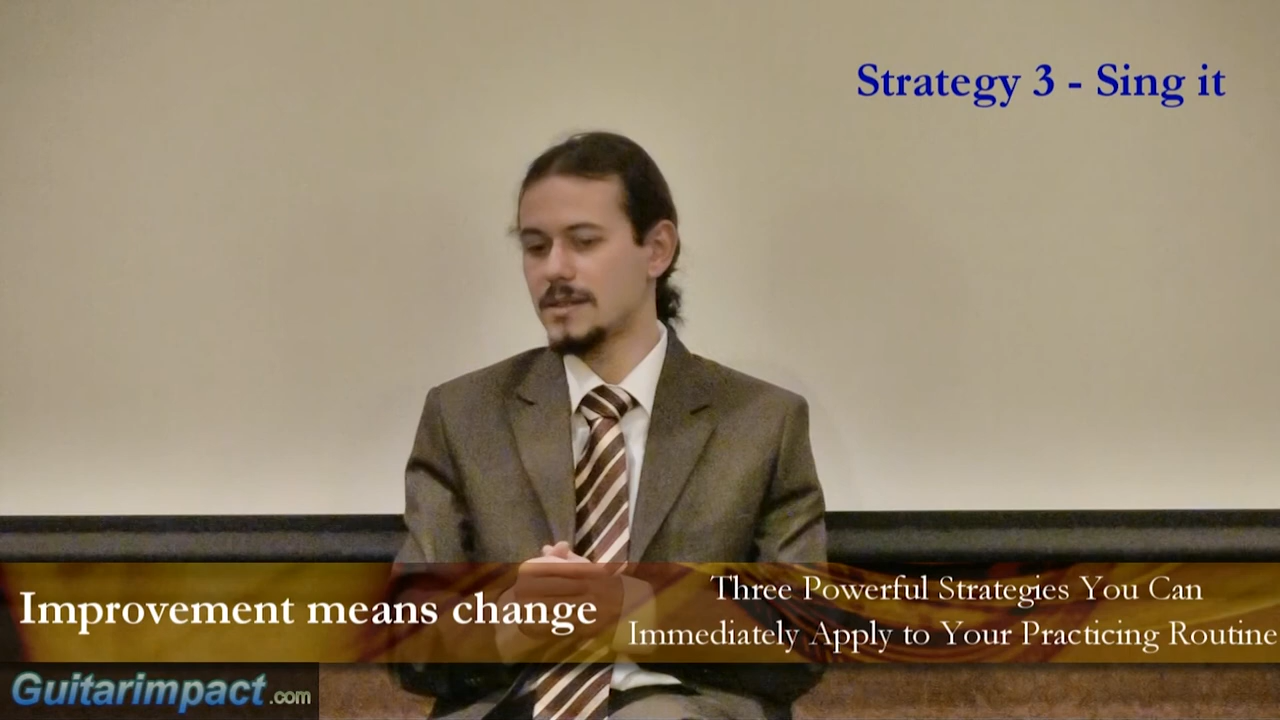 Strategy 3 - Sing it
Improvement means change
Three Powerful Strategies You Can
Immediately Apply to Your Practicing Routine
Guitarimpact.com